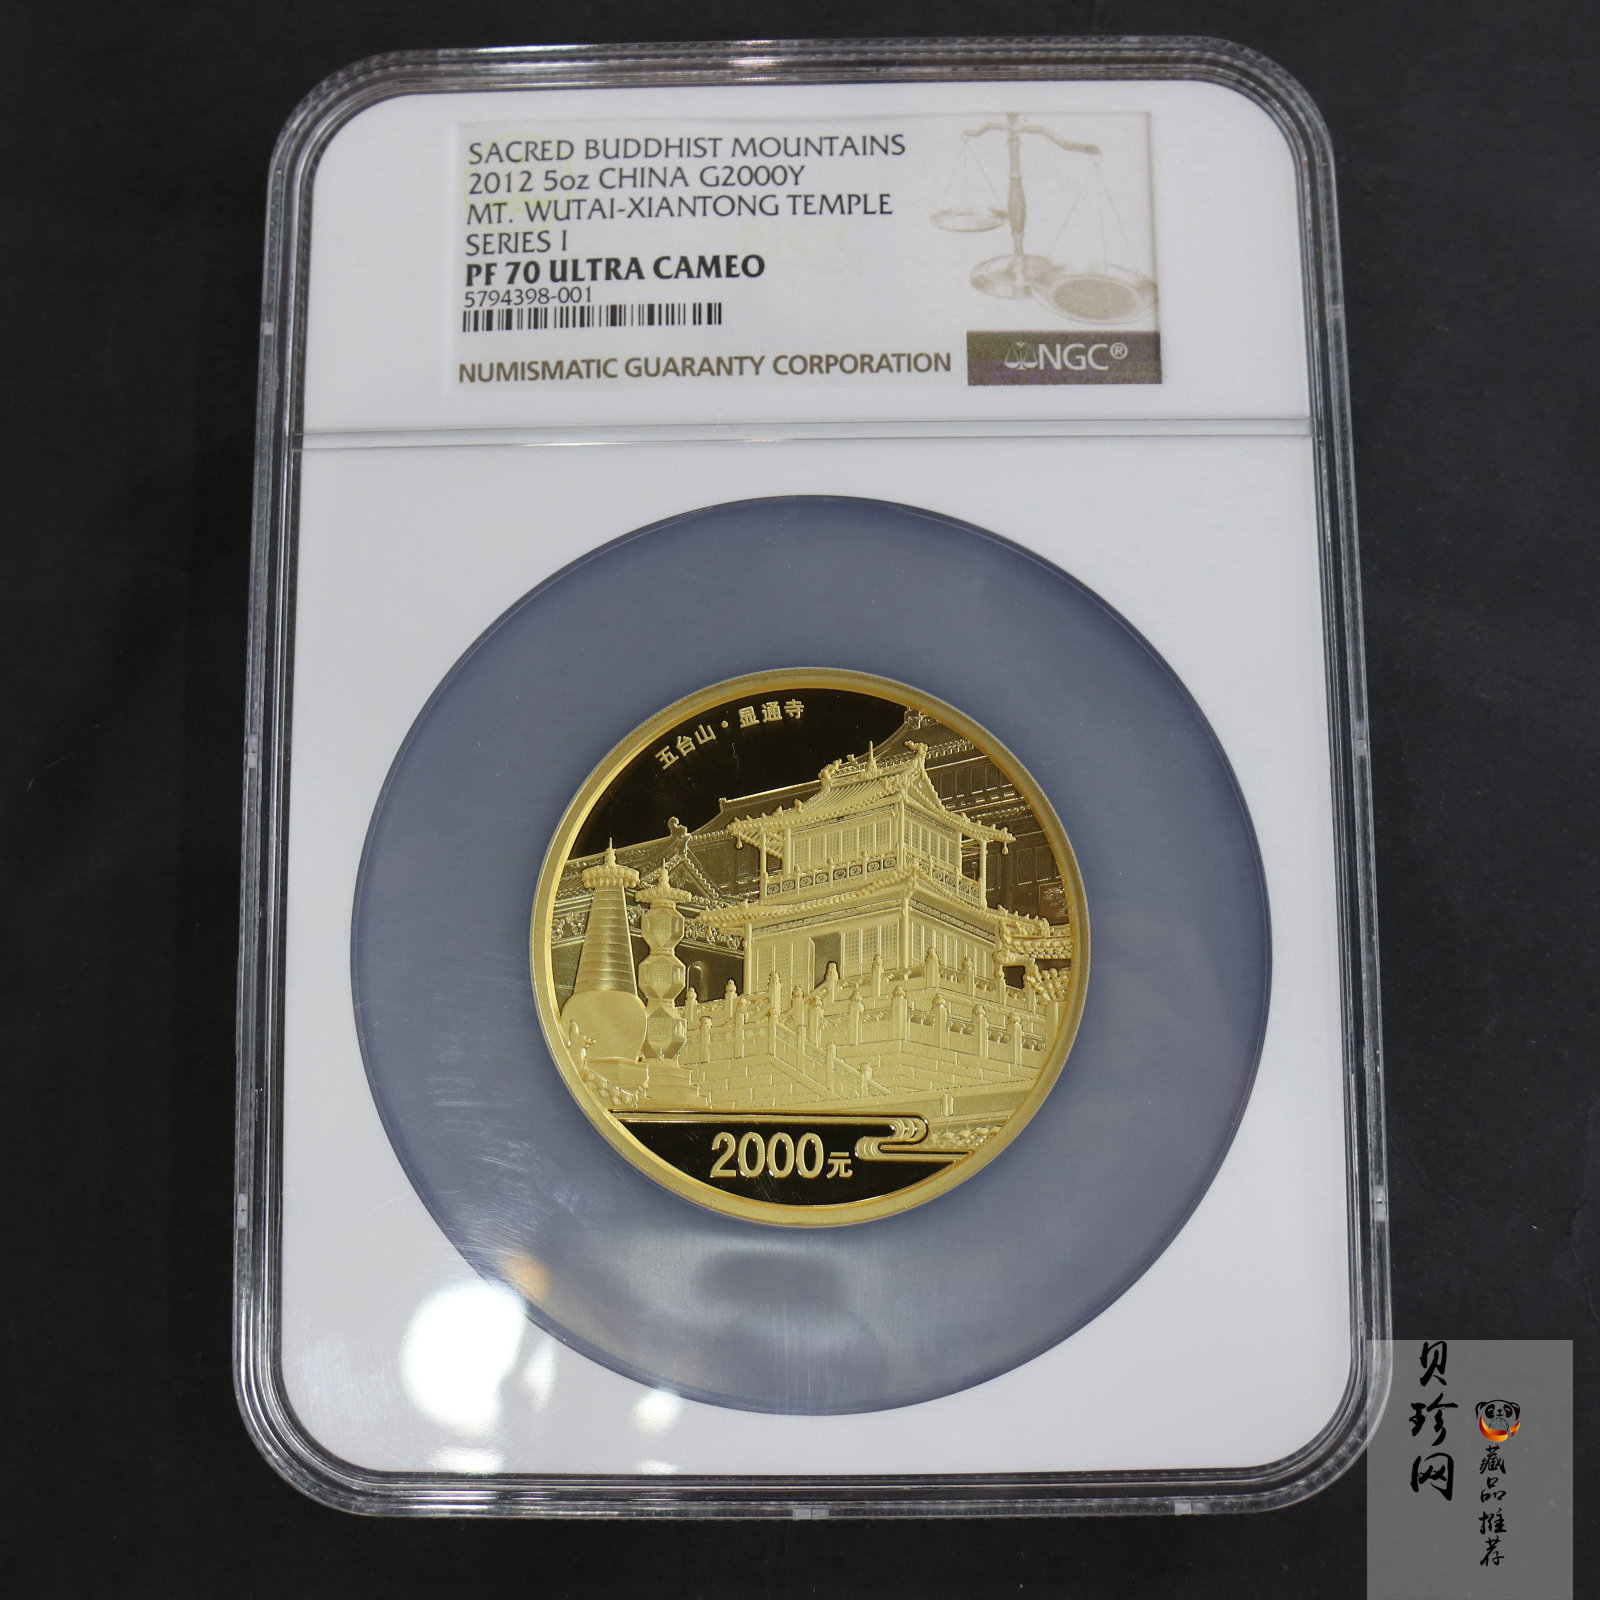 SACRED BUDDHIST MOUNTAINS
2012 5oz CHINA G2000Y
MT. WUTAI-XIANTONG TEMPLE
SERIES I
PF 70 ULTRA CAMEO
5794398-001
NUMISMATIC GUARANTY CORPORATION
NGC®
五台山·显通寺
2000元
贝珍网
藏品推荐